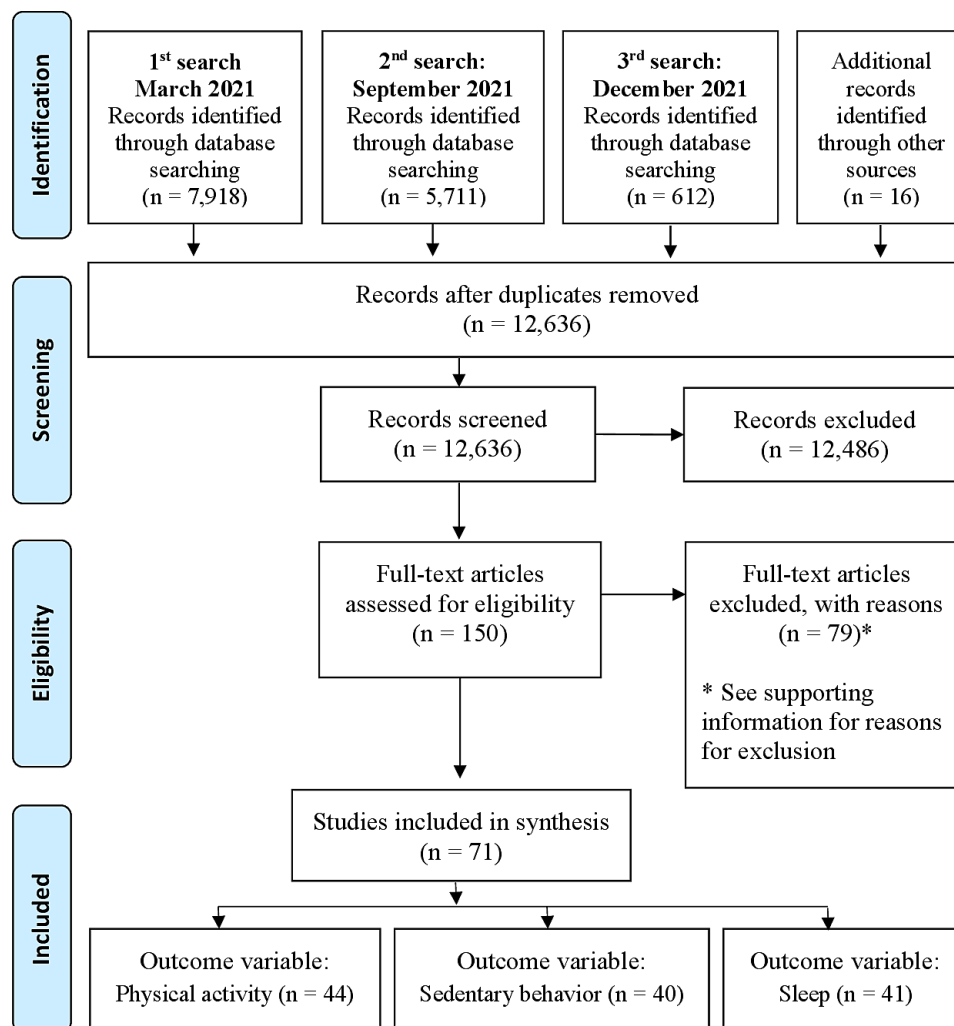 Identification
1st search
March 2021
Records identified
through database
searching
(n = 7,918)
2nd search:
September 2021
Records identified
through database
searching
(n = 5,711)
3rd search:
December 2021
Records identified
through database
searching
(n = 612)
Additional
records
identified
through other
sources
(n = 16)
Screening
Records after duplicates removed
(n = 12,636)
Records screened
(n = 12,636)
Records excluded
(n = 12,486)
Eligibility
Full-text articles
assessed for eligibility
(n = 150)
Full-text articles
excluded, with reasons
(n = 79)*
* See supporting
information for reasons
for exclusion
Included
Studies included in synthesis
(n = 71)
Outcome variable:
Physical activity (n = 44)
Outcome variable:
Sedentary behavior (n = 40)
Outcome variable:
Sleep (n = 41)